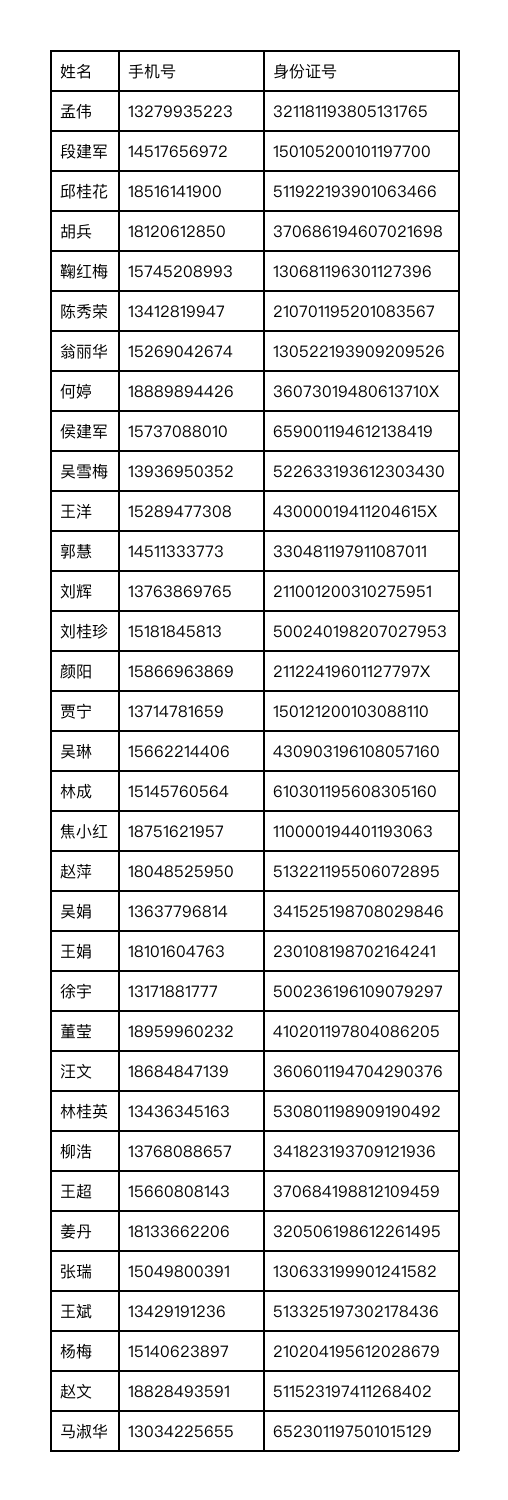 姓名 手机号 身份证号
孟伟 13279935223 321181193805131765
段建军 14517656972 150105200101197700
邱桂花 18516141900 511922193901063466
胡兵 18120612850 370686194607021698
鞠红梅 15745208993 130681196301127396
陈秀荣 13412819947 210701195201083567
翁丽华 15269042674 130522193909209526
何婷 18889894426 36073019480613710X
侯建军 15737088010 659001194612138419
吴雪梅 13936950352 522633193612303430
王洋 15289477308 43000019411204615X
郭慧 14511333773 330481197911087011
刘辉 13763869765 211001200310275951
刘桂珍 15181845813 500240198207027953
颜阳 15866963869 21122419601127797X
贾宁 13714781659 150121200103088110
吴琳 15662214406 430903196108057160
林成 15145760564 610301195608305160
焦小红 18751621957 110000194401193063
赵萍 18048525950 513221195506072895
吴娟 13637796814 341525198708029846
王娟 18101604763 230108198702164241
徐宇 13171881777 500236196109079297
董莹 18959960232 410201197804086205
汪文 18684847139 360601194704290376
林桂英 13436345163 530801198909190492
柳浩 13768088657 341823193709121936
王超 15660808143 370684198812109459
姜丹 18133662206 320506198612261495
张瑞 15049800391 130633199901241582
王斌 13429191236 513325197302178436
杨梅 15140623897 210204195612028679
赵文 18828493591 511523197411268402
马淑华 13034225655 652301197501015129